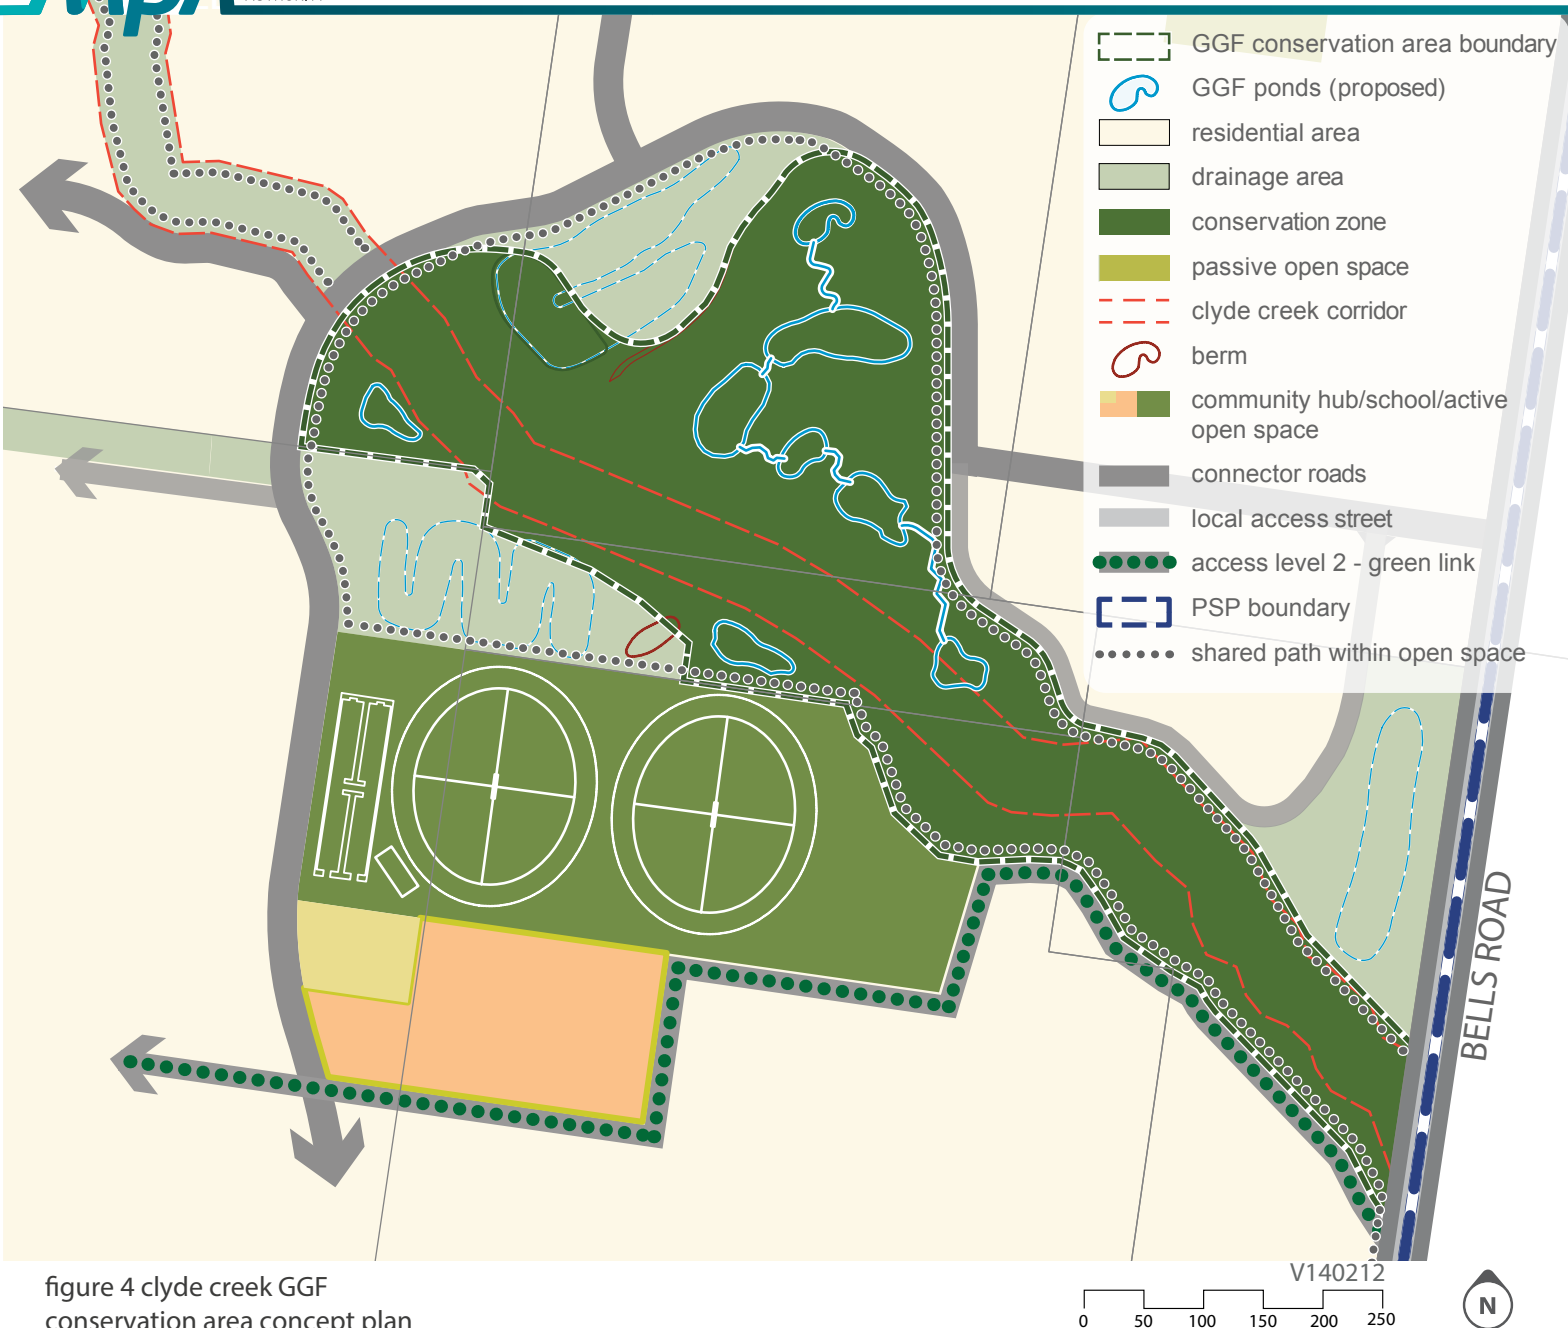 GGF conservation area boundary
GGF ponds (proposed)
residential area
drainage area
conservation zone
passive open space
clyde creek corridor
berm
community hub/school/active
open space
connector roads
local access street
access level 2 - green link
PSP boundary
shared path within open space
BELLS ROAD
V140212
figure 4 clyde creek GGF
conservation area concept plan
0 50 100 150 200 250
N